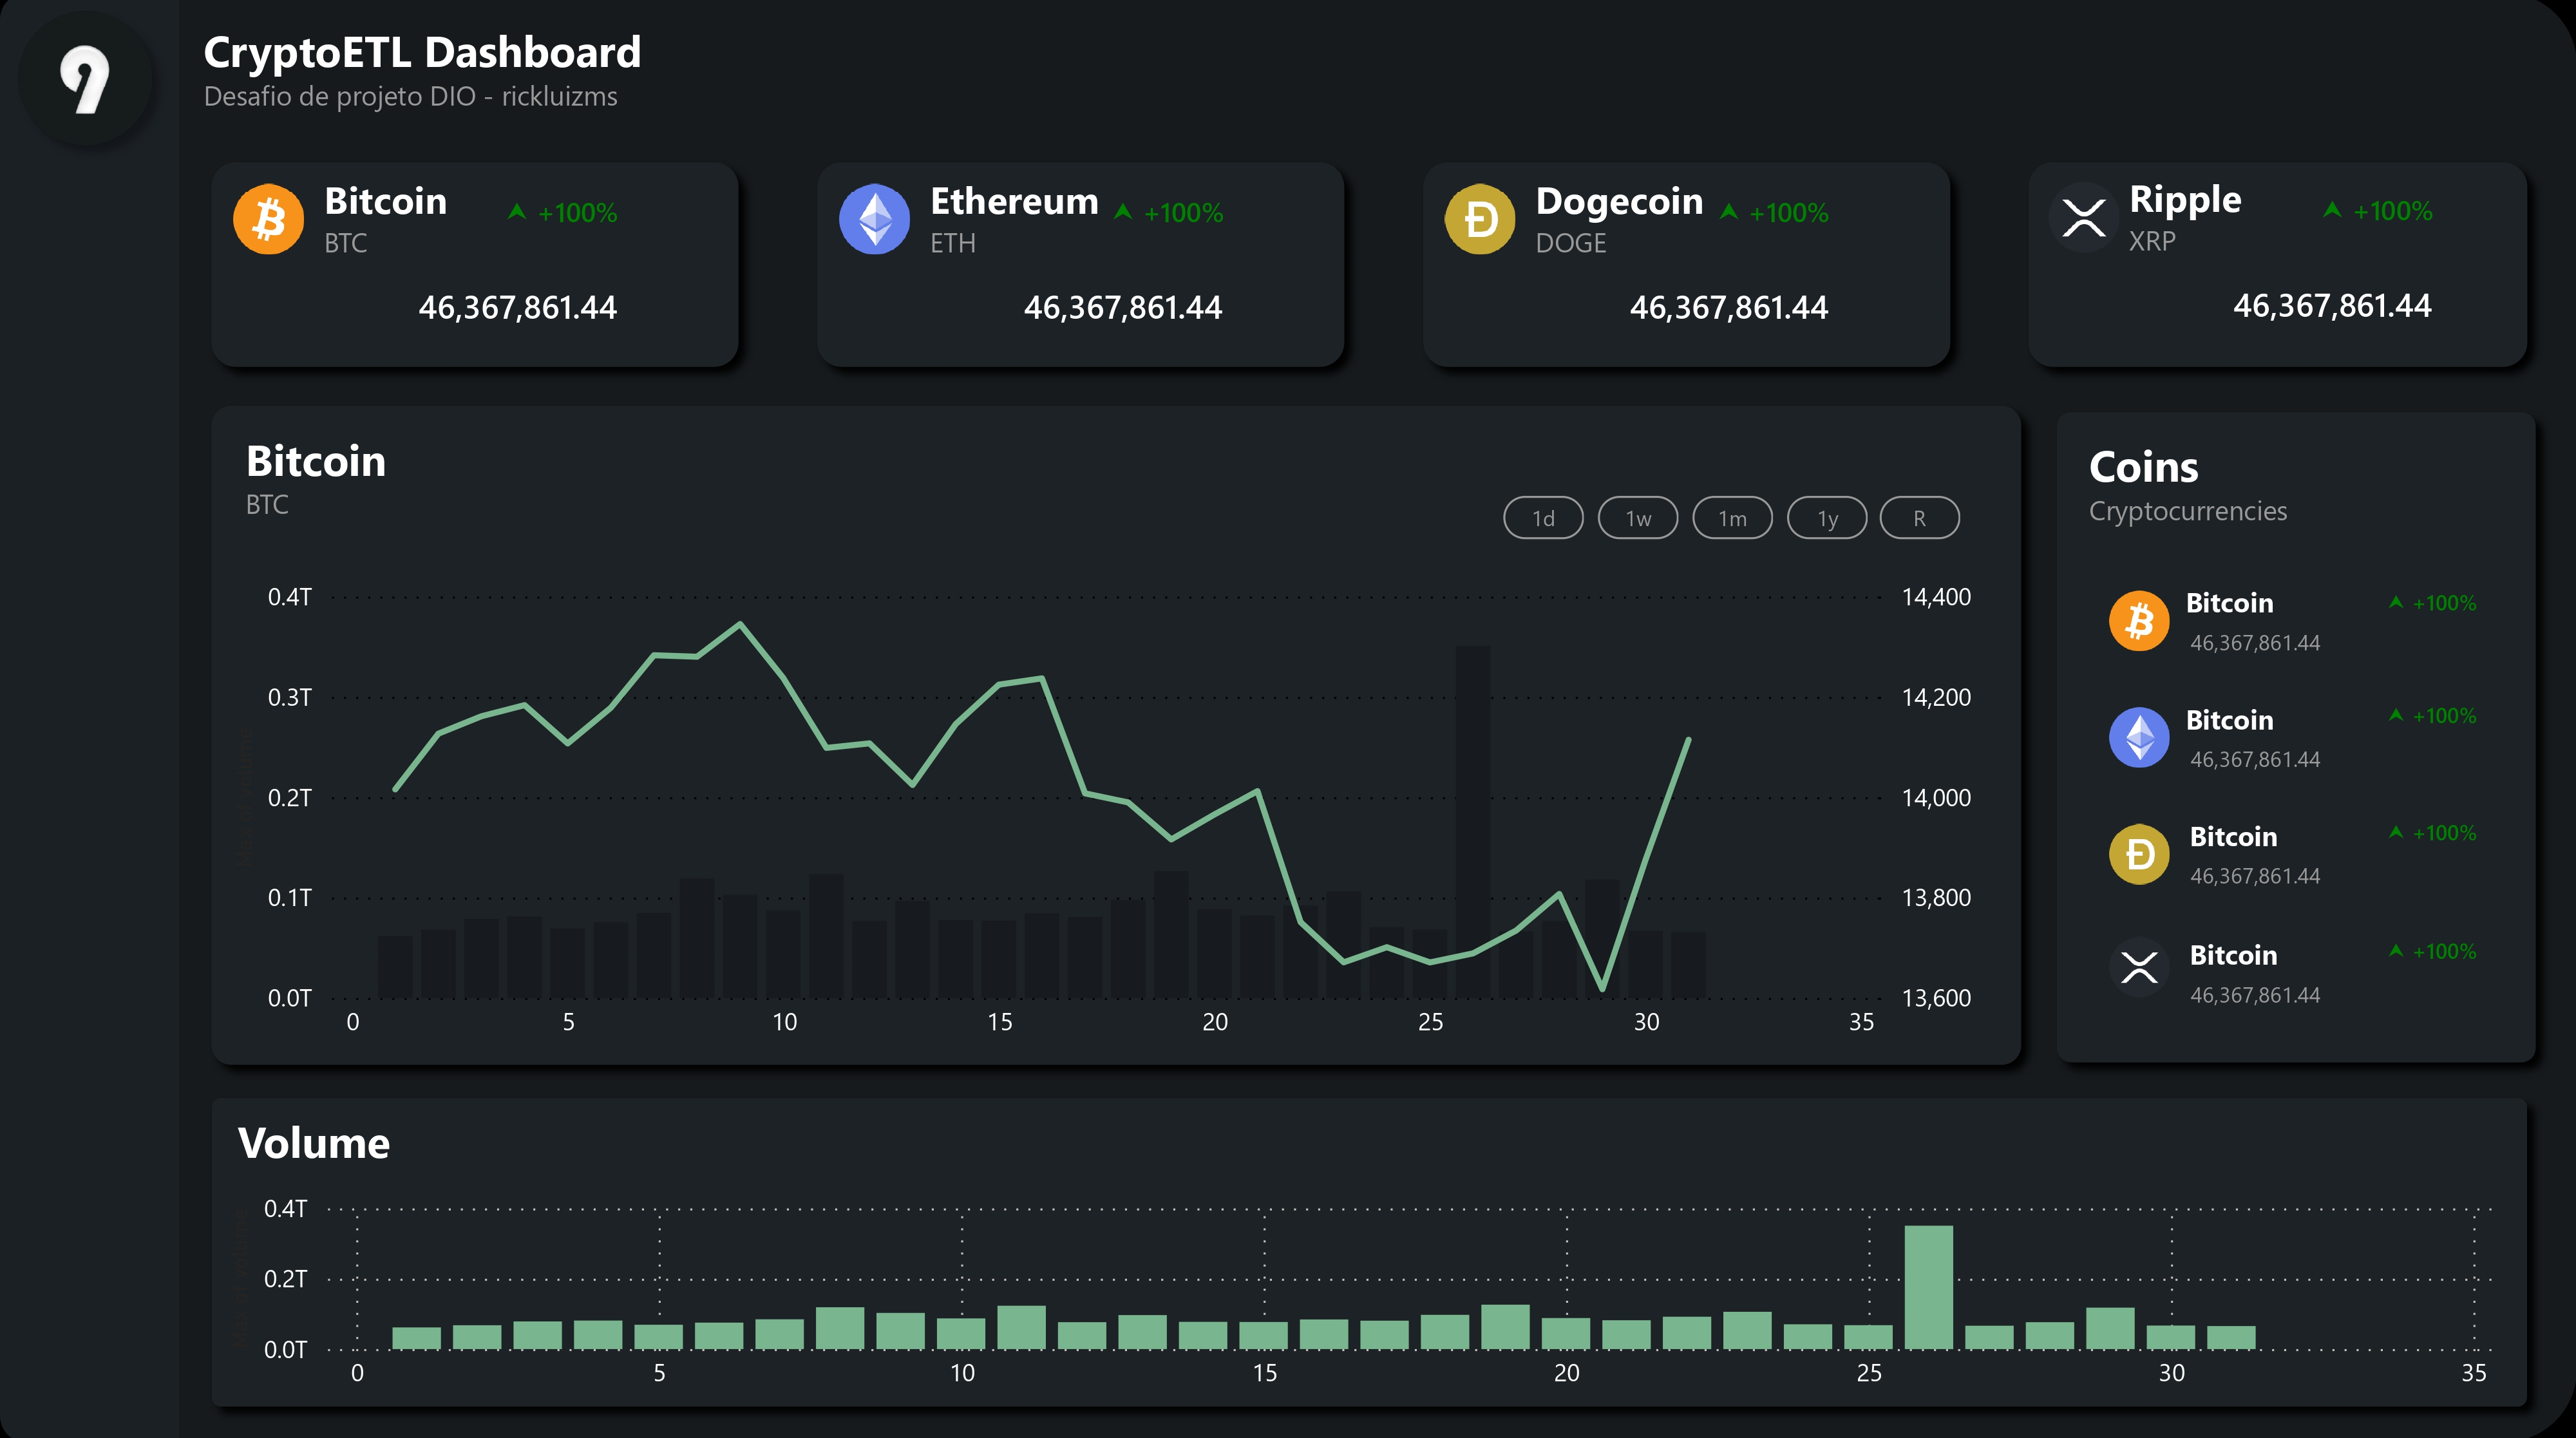 CryptoETL Dashboard
Desafio de projeto DIO - rickluizms
Bitcoin
+100%
BTC
46,367,861.44
Ethereum
+100%
ETH
46,367,861.44
Dogecoin
+100%
DOGE
46,367,861.44
Ripple
+100%
XRP
46,367,861.44
Bitcoin
BTC
1d 1w 1m 1y R
0.4T
0.3T
0.2T
0.1T
0.0T
14,400
14,200
14,000
13,800
13,600
0 5 10 15 20 25 30 35
Coins
Cryptocurrencies
Bitcoin +100%
46,367,861.44
Bitcoin +100%
46,367,861.44
Bitcoin +100%
46,367,861.44
Bitcoin +100%
46,367,861.44
Volume
0.4T
0.2T
0.0T
0 5 10 15 20 25 30 35